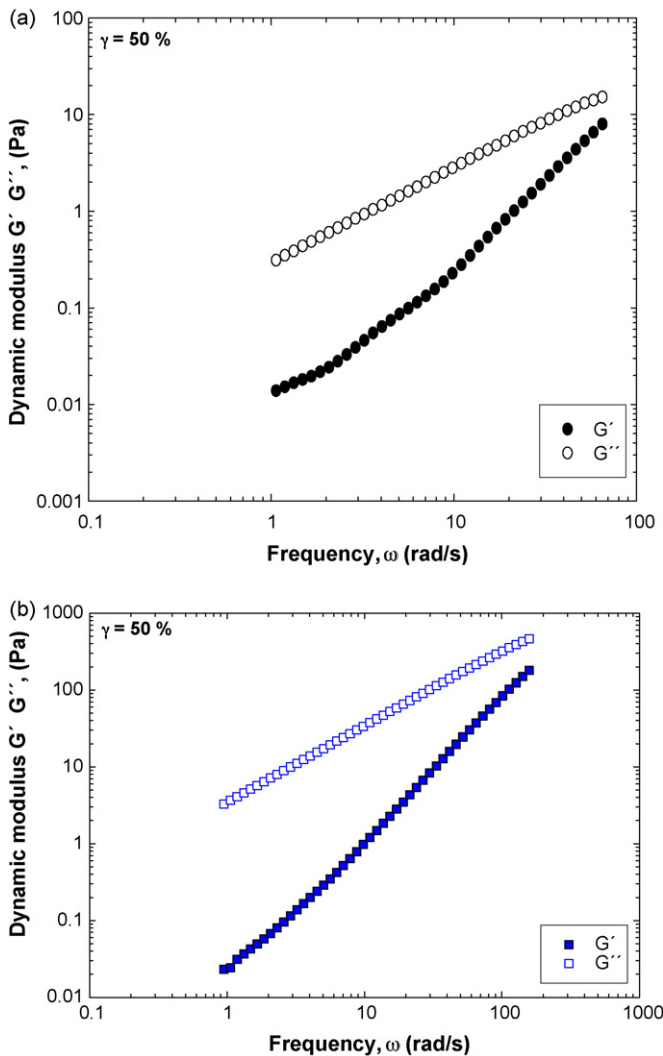 (a)
100
γ = 50 %
10
1
0.1
0.01
0.001
Dynamic modulus G´ G´´, (Pa)
G´
G´´
0.1 1 10 100
Frequency, ω (rad/s)
(b)
1000
γ = 50 %
100
10
1
0.1
0.01
Dynamic modulus G´ G´´, (Pa)
G´
G´´
0.1 1 10 100 1000
Frequency, ω (rad/s)